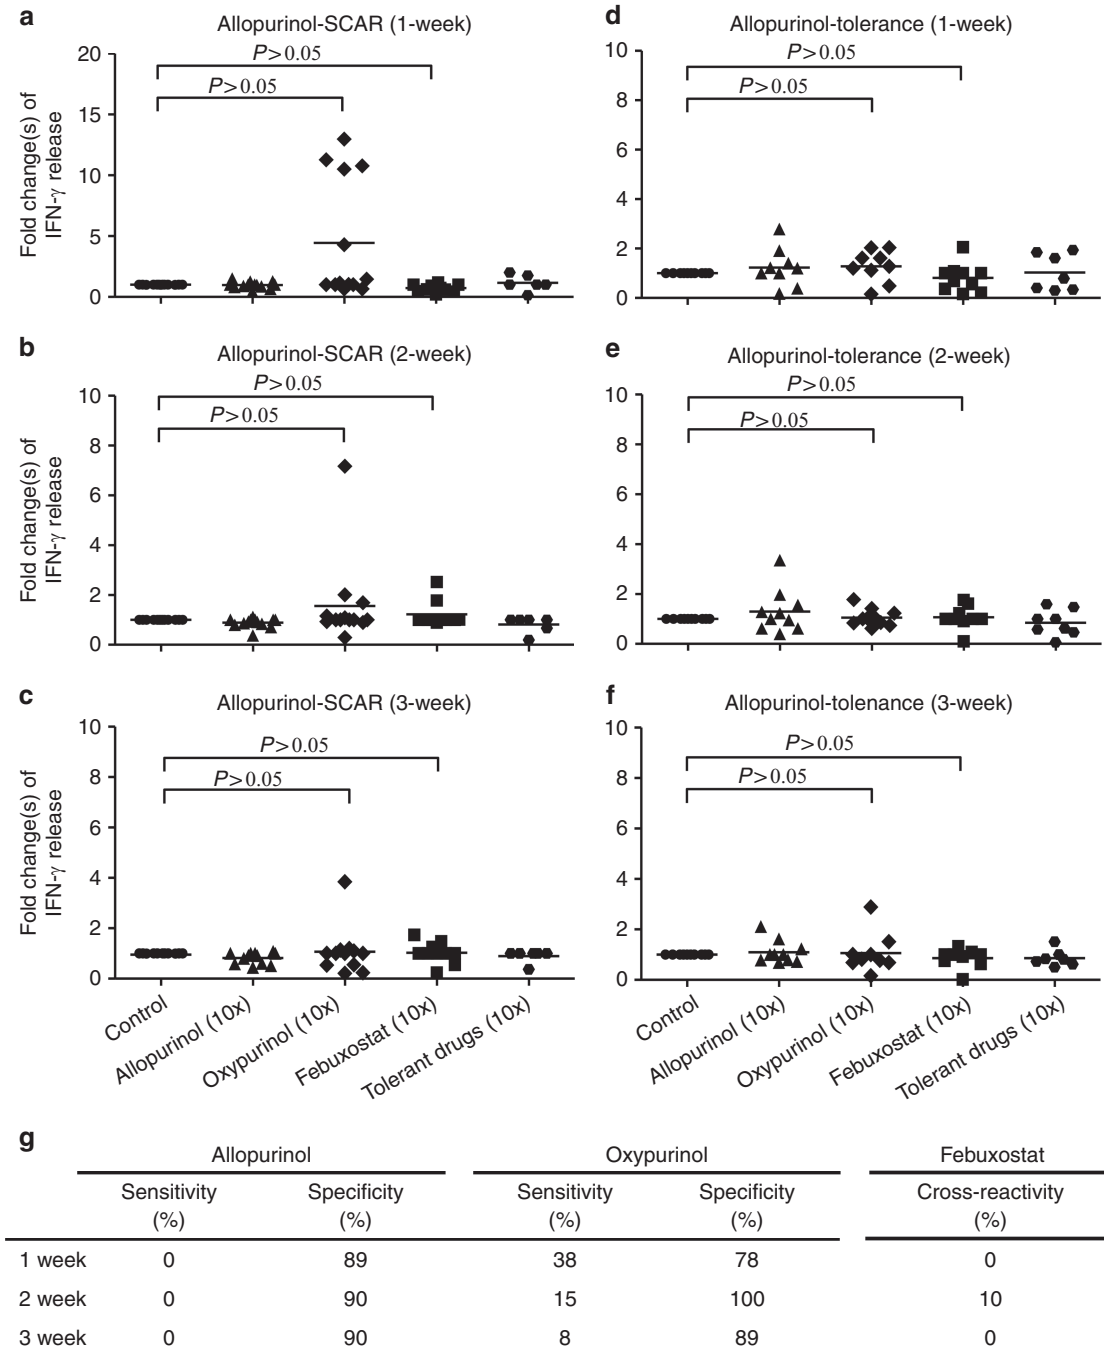 a
Allopurinol-SCAR (1-week)
20
15
10
5
0
Fold change(s) of
IFN-γ release
P>0.05
P>0.05
d
Allopurinol-tolerance (1-week)
10
8
6
4
2
0
P>0.05
P>0.05
b
Allopurinol-SCAR (2-week)
10
8
6
4
2
0
Fold change(s) of
IFN-γ release
P>0.05
P>0.05
e
Allopurinol-tolerance (2-week)
10
8
6
4
2
0
P>0.05
P>0.05
c
Allopurinol-SCAR (3-week)
10
8
6
4
2
0
Fold change(s) of
IFN-γ release
P>0.05
P>0.05
Control
Allopurinol (10x)
Oxypurinol (10x)
Febuxostat (10x)
Tolerant drugs (10x)
f
Allopurinol-tolenance (3-week)
10
8
6
4
2
0
P>0.05
P>0.05
Control
Allopurinol (10x)
Oxypurinol (10x)
Febuxostat (10x)
Tolerant drugs (10x)
g
Allopurinol Oxypurinol Febuxostat
Sensitivity Specificity Sensitivity Specificity Cross-reactivity
(%) (%) (%) (%) (%)
1 week 0 89 38 78 0
2 week 0 90 15 100 10
3 week 0 90 8 89 0